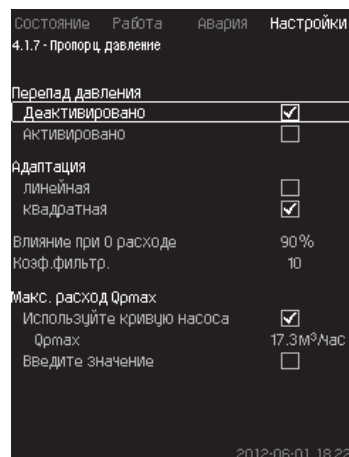 Состояние Работа Авария Настройки
4.1.7 - Пропорц. давление
Перепад давления
Деактивировано
Активировано
Адаптация
линейная
квадратная
Влияние при 0 расходе 90%
Коэф.фильтр. 10
Макс. расход Qpmax
Используйте кривую насоса
Qpmax 17.3м³/час
Введите значение
2012-06-01 18:22